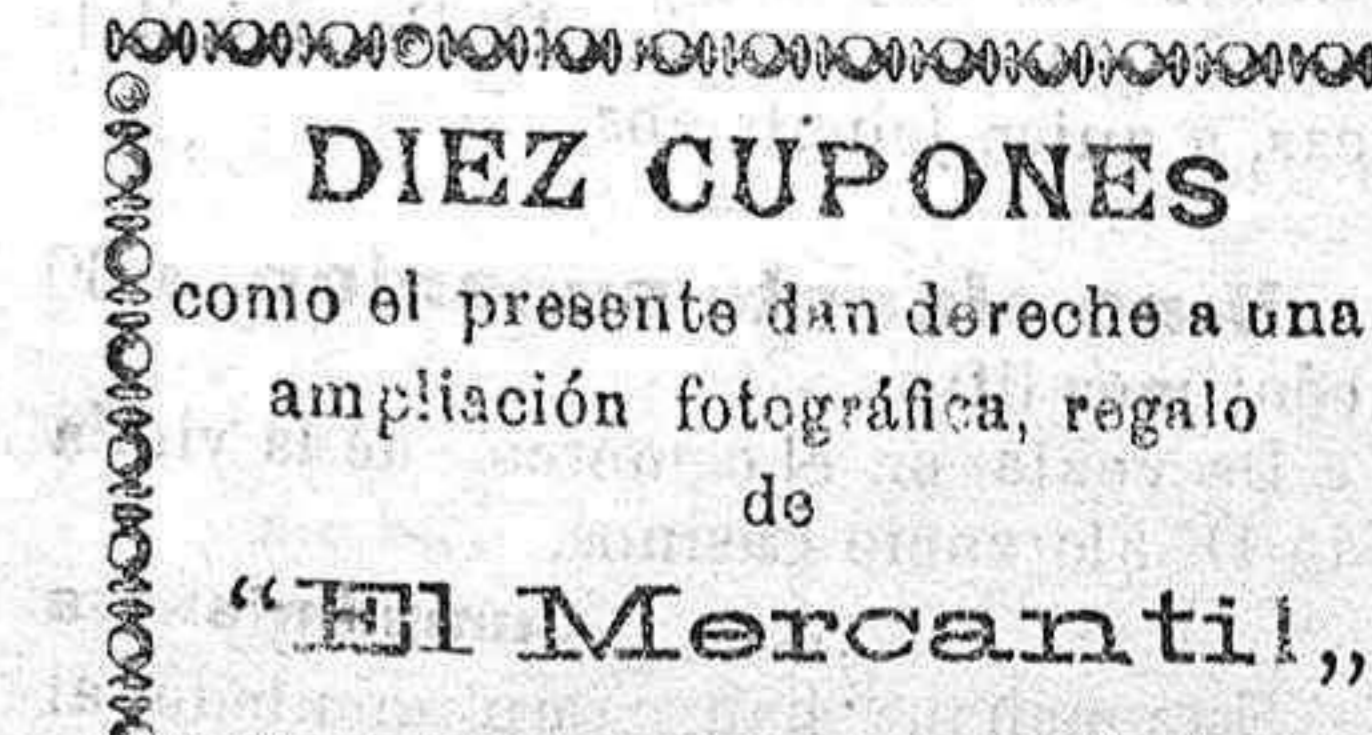 DIEZ CUPONES
como el presente dan dereche a una
ampliación fotográfica, regalo
de
“El Mercantil„